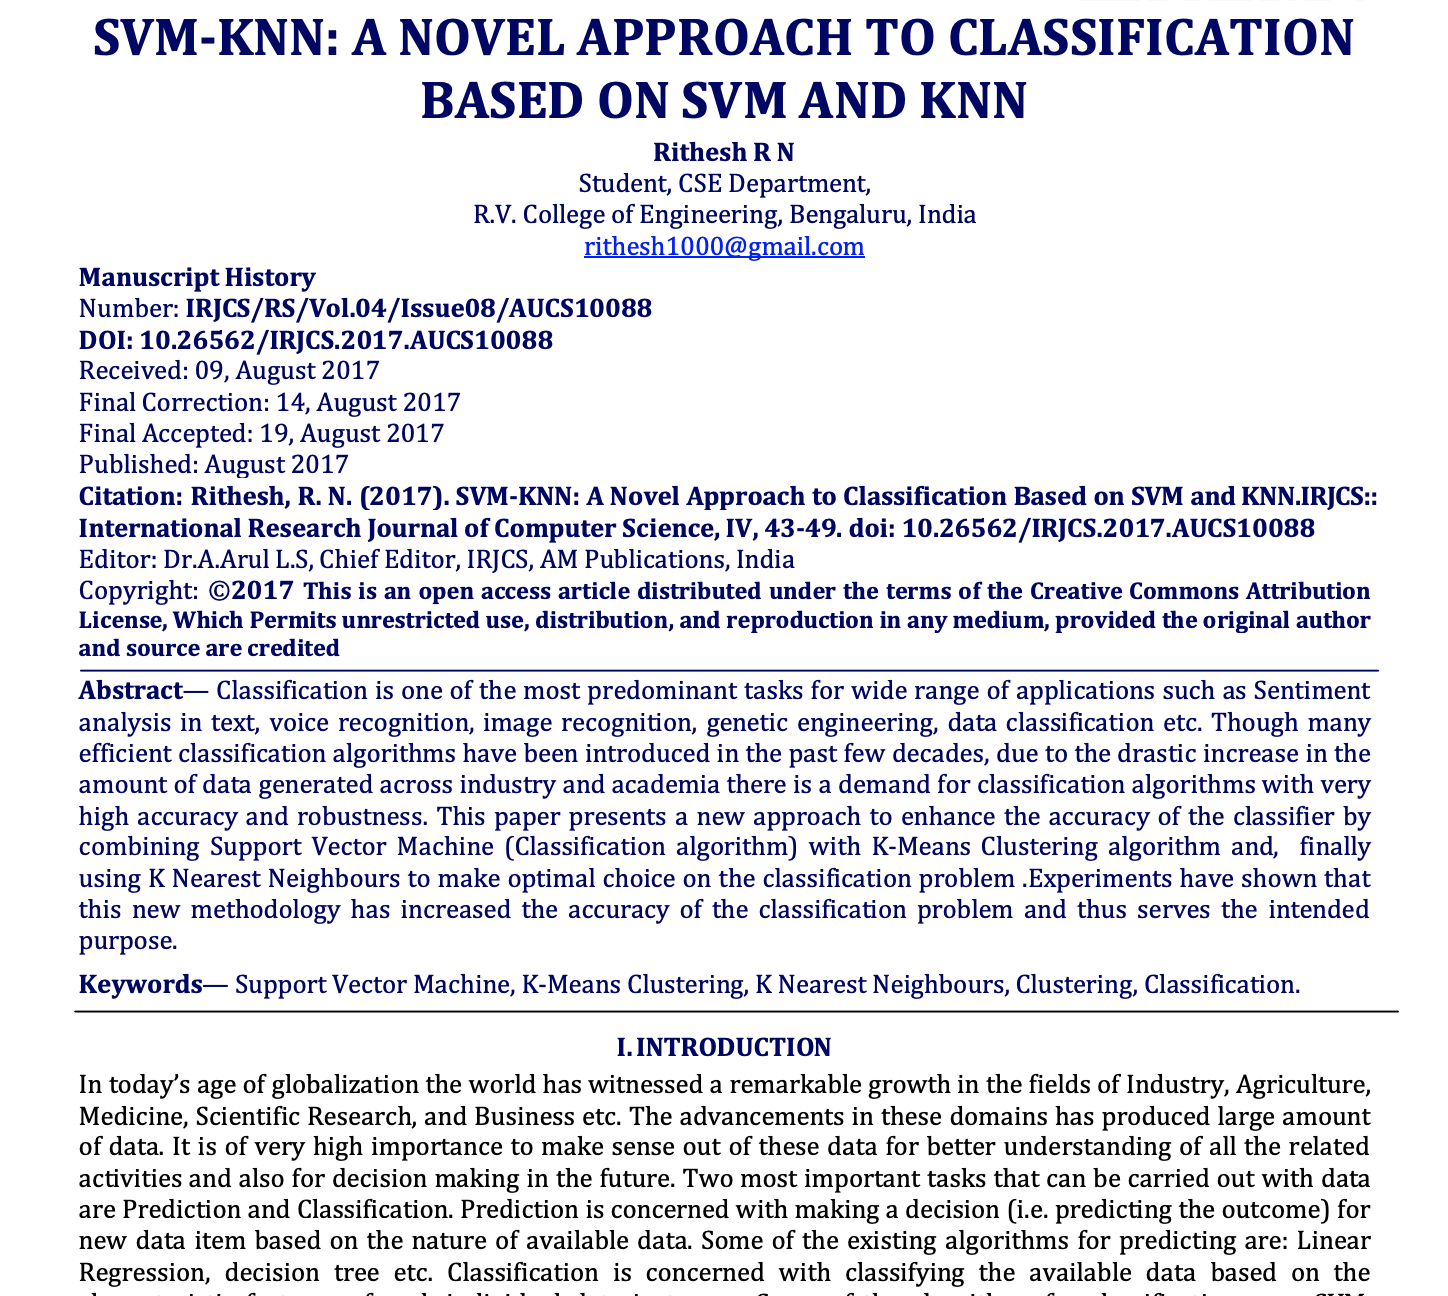 SVM-KNN: A NOVEL APPROACH TO CLASSIFICATION
BASED ON SVM AND KNN
Rithesh R N
Student, CSE Department,
R.V. College of Engineering, Bengaluru, India
rithesh1000@gmail.com
Manuscript History
Number: IRJCS/RS/Vol.04/Issue08/AUCS10088
DOI: 10.26562/IRJCS.2017.AUCS10088
Received: 09, August 2017
Final Correction: 14, August 2017
Final Accepted: 19, August 2017
Published: August 2017
Citation: Rithesh, R. N. (2017). SVM-KNN: A Novel Approach to Classification Based on SVM and KNN.IRJCS::
International Research Journal of Computer Science, IV, 43-49. doi: 10.26562/IRJCS.2017.AUCS10088
Editor: Dr.A.Arul L.S, Chief Editor, IRJCS, AM Publications, India
Copyright: ©2017 This is an open access article distributed under the terms of the Creative Commons Attribution
License, Which Permits unrestricted use, distribution, and reproduction in any medium, provided the original author
and source are credited
Abstract— Classification is one of the most predominant tasks for wide range of applications such as Sentiment
analysis in text, voice recognition, image recognition, genetic engineering, data classification etc. Though many
efficient classification algorithms have been introduced in the past few decades, due to the drastic increase in the
amount of data generated across industry and academia there is a demand for classification algorithms with very
high accuracy and robustness. This paper presents a new approach to enhance the accuracy of the classifier by
combining Support Vector Machine (Classification algorithm) with K-Means Clustering algorithm and, finally
using K Nearest Neighbours to make optimal choice on the classification problem .Experiments have shown that
this new methodology has increased the accuracy of the classification problem and thus serves the intended
purpose.
Keywords— Support Vector Machine, K-Means Clustering, K Nearest Neighbours, Clustering, Classification.
I. INTRODUCTION
In today's age of globalization the world has witnessed a remarkable growth in the fields of Industry, Agriculture,
Medicine, Scientific Research, and Business etc. The advancements in these domains has produced large amount
of data. It is of very high importance to make sense out of these data for better understanding of all the related
activities and also for decision making in the future. Two most important tasks that can be carried out with data
are Prediction and Classification. Prediction is concerned with making a decision (i.e. predicting the outcome) for
new data item based on the nature of available data. Some of the existing algorithms for predicting are: Linear
Regression, decision tree etc. Classification is concerned with classifying the available data based on the